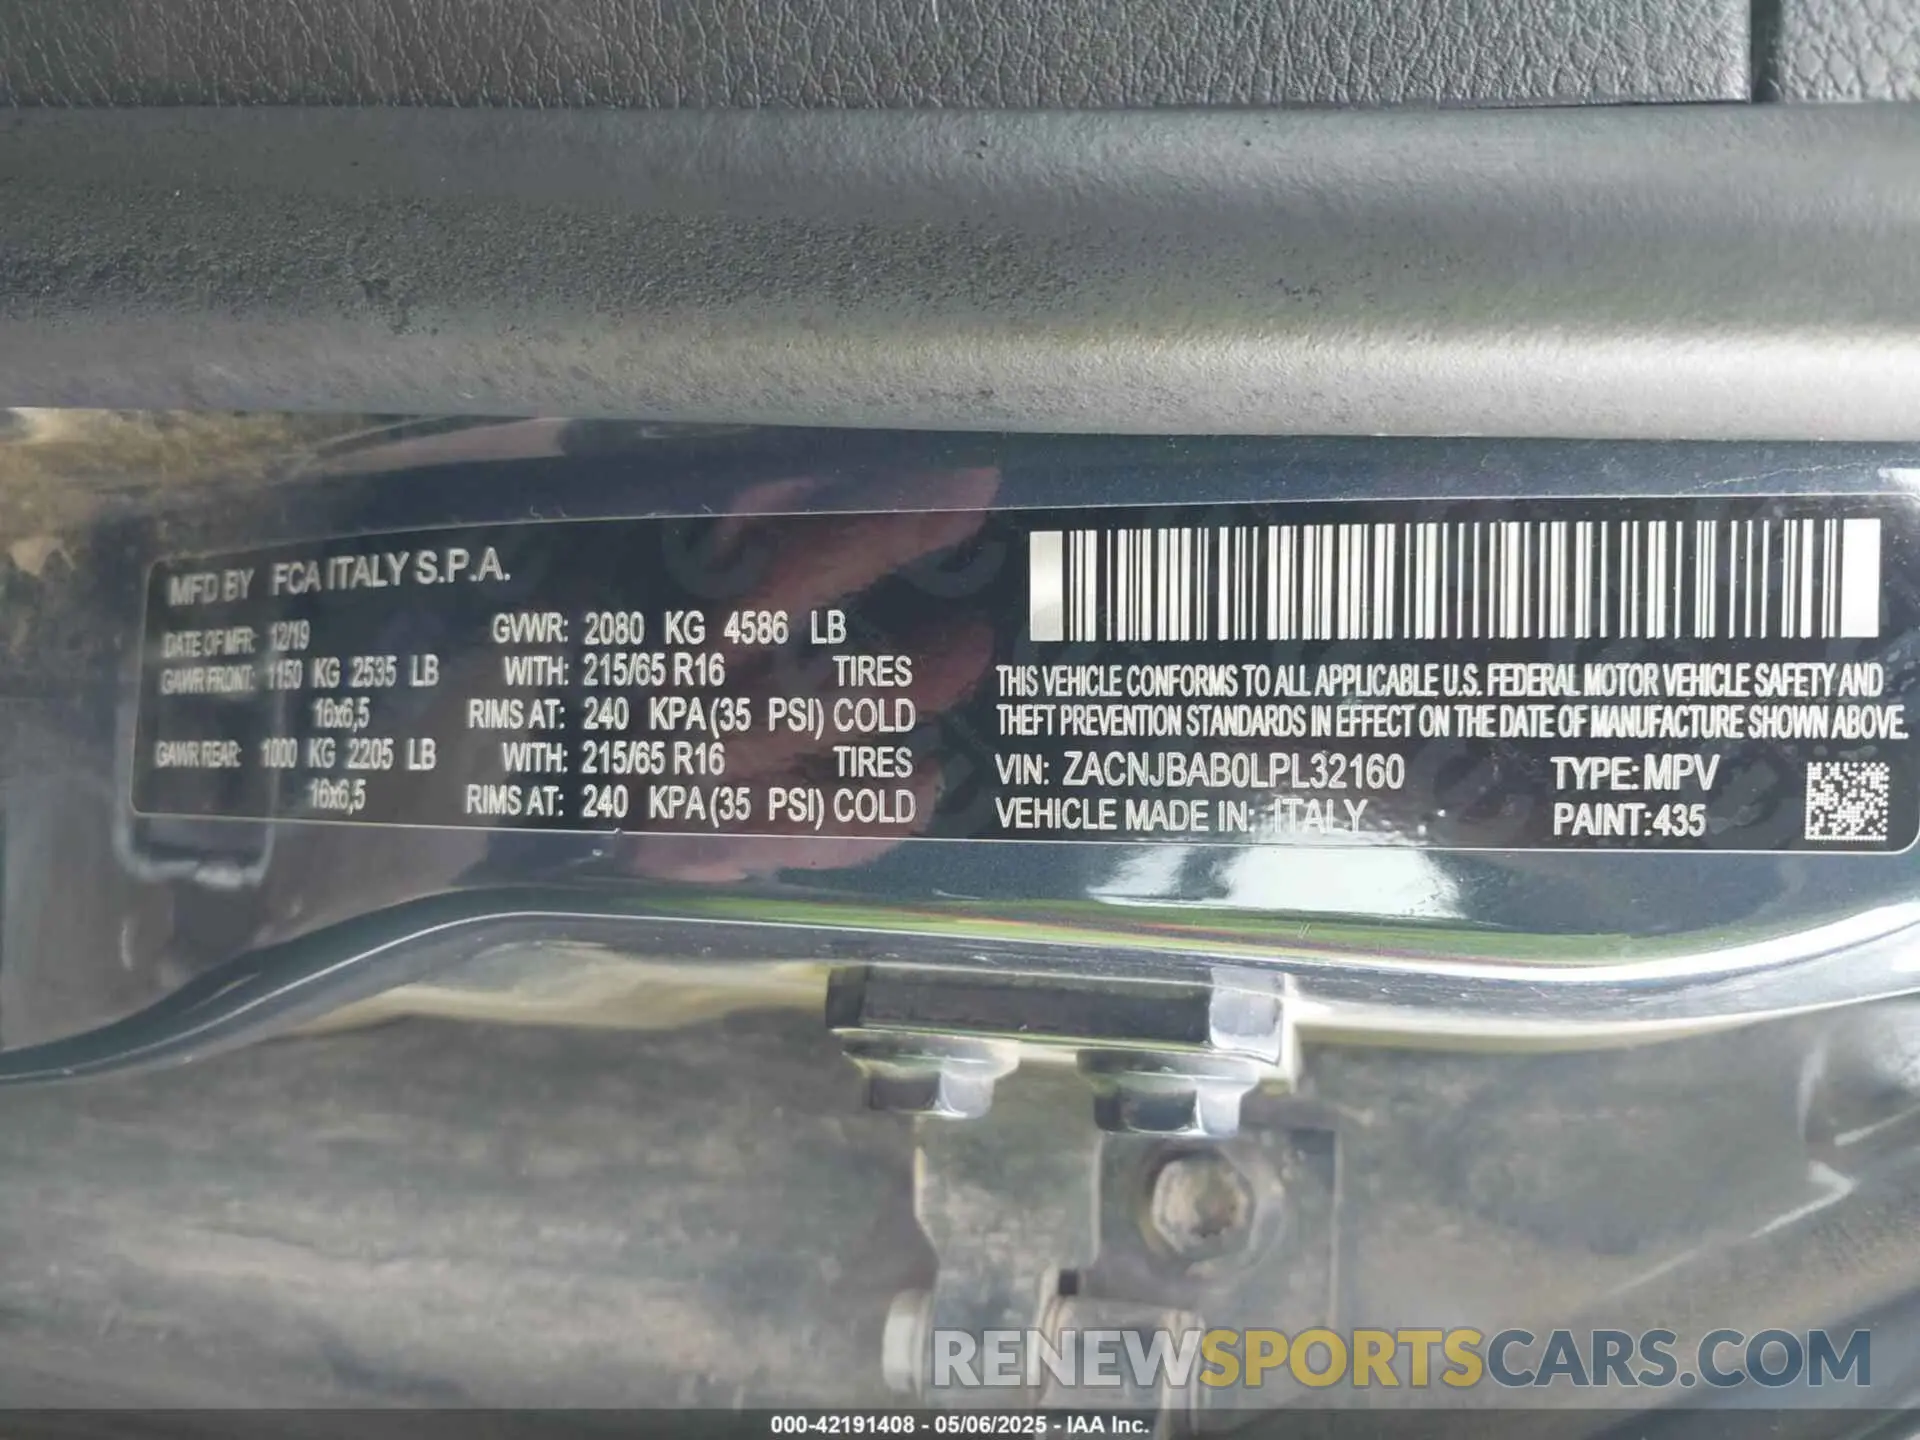 MFD BY FCA ITALY S.P.A.
DATE OF MFR: 12/19 GVWR: 2080 KG 4586 LB
GAWR FRONT: 1150 KG 2535 LB WITH: 215/65 R16 TIRES
16x6,5 RIMS AT: 240 KPA (35 PSI) COLD
GAWR REAR: 1000 KG 2205 LB WITH: 215/65 R16 TIRES
16x6,5 RIMS AT: 240 KPA (35 PSI) COLD
THIS VEHICLE CONFORMS TO ALL APPLICABLE U.S. FEDERAL MOTOR VEHICLE SAFETY AND
THEFT PREVENTION STANDARDS IN EFFECT ON THE DATE OF MANUFACTURE SHOWN ABOVE.
VIN: ZACNJBAB0LPL32160 TYPE: MPV
VEHICLE MADE IN: ITALY PAINT: 435
RENEWSPORTSCARS.COM
000-42191408 - 05/06/2025 - IAA Inc.